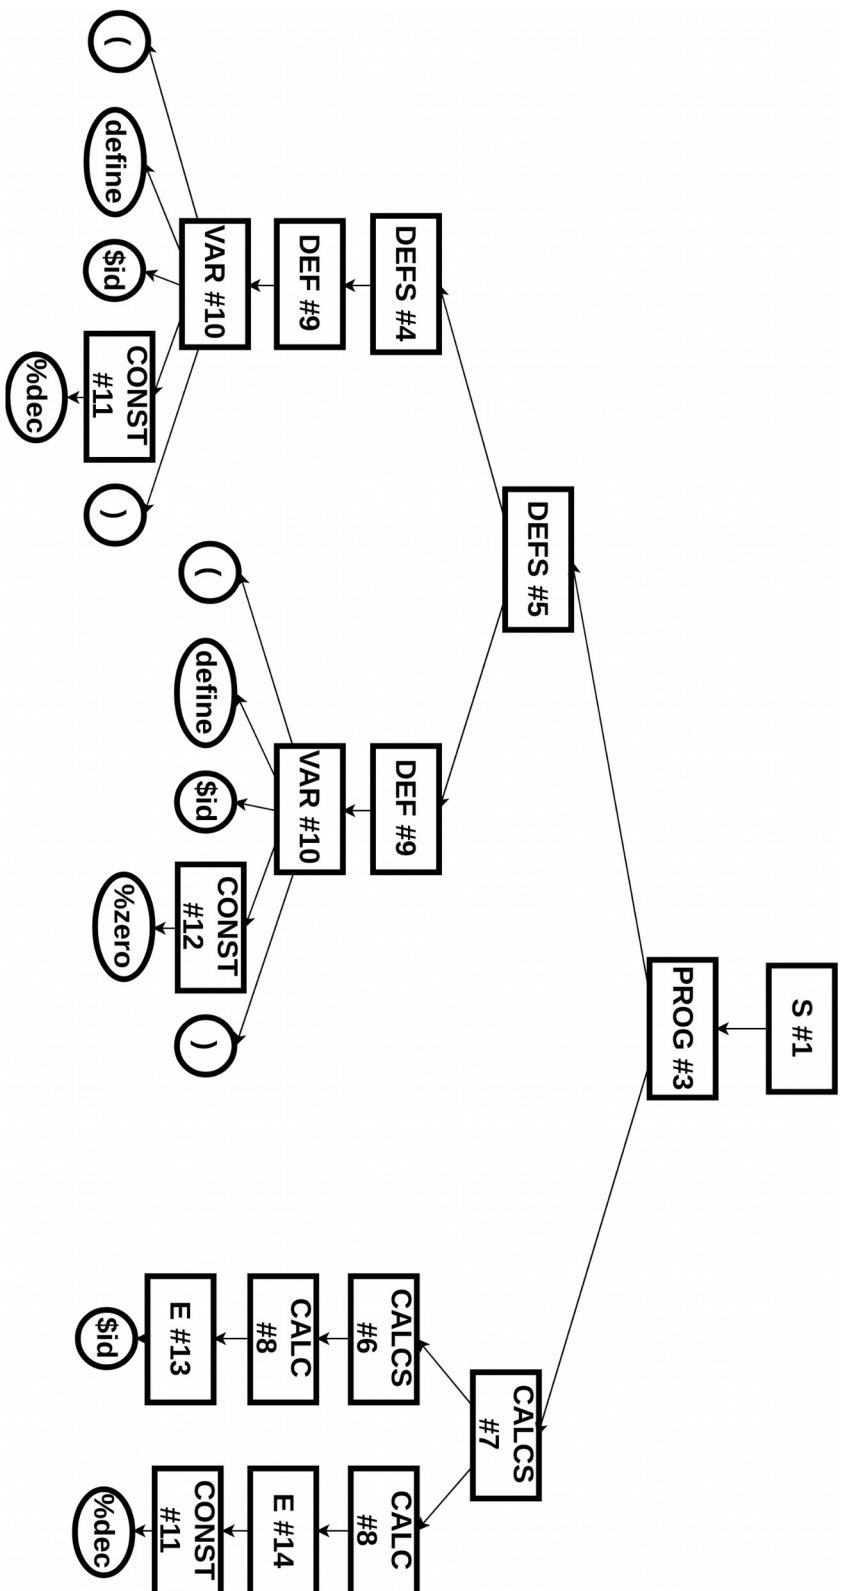 S #1
PROG #3
DEFS #5
CALCS
#7
DEFS #4
DEF #9
CALCS
#6
CALC
#8
DEF #9
VAR #10
CALC
#8
E #14
VAR #10
(
define
$id
CONST
#12
)
E #13
CONST
#11
(
define
$id
CONST
#11
)
%zero
$id
%dec
%dec